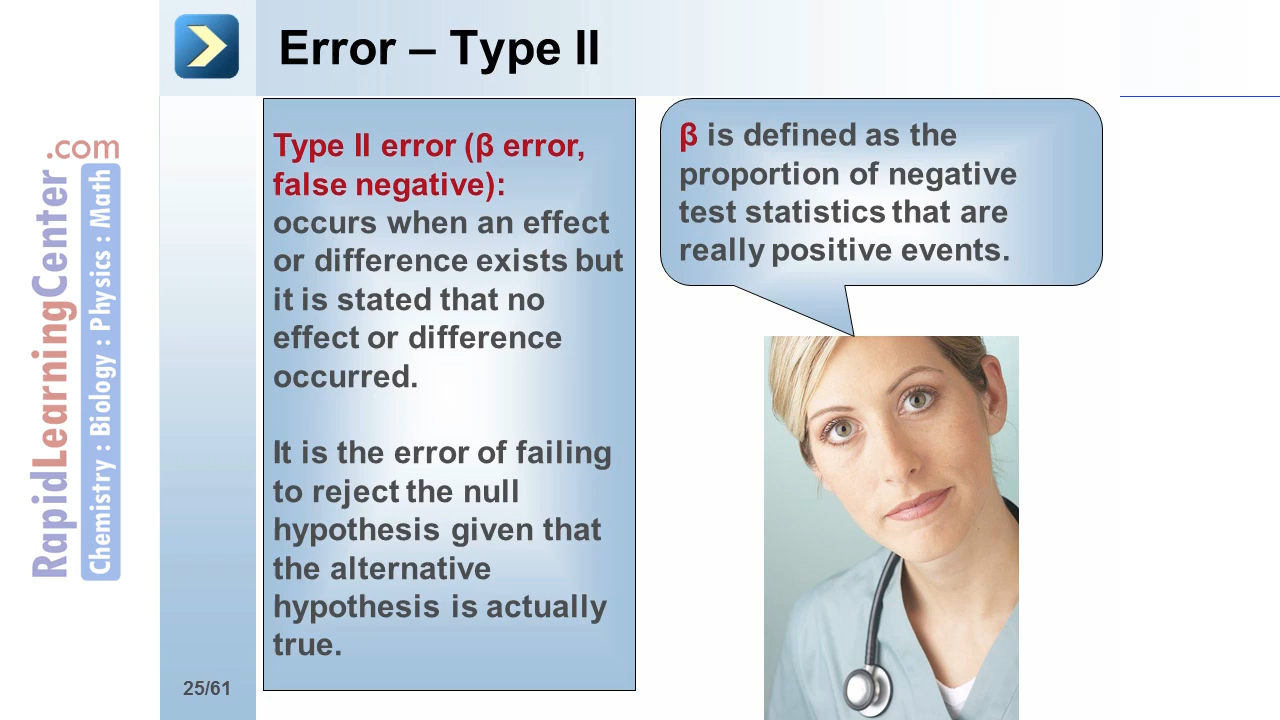 Error – Type II
Type II error (β error,
false negative):
occurs when an effect
or difference exists but
it is stated that no
effect or difference
occurred.
It is the error of failing
to reject the null
hypothesis given that
the alternative
hypothesis is actually
true.
β is defined as the
proportion of negative
test statistics that are
really positive events.
RapidLearningCenter.com
Chemistry : Biology : Physics : Math
25/61